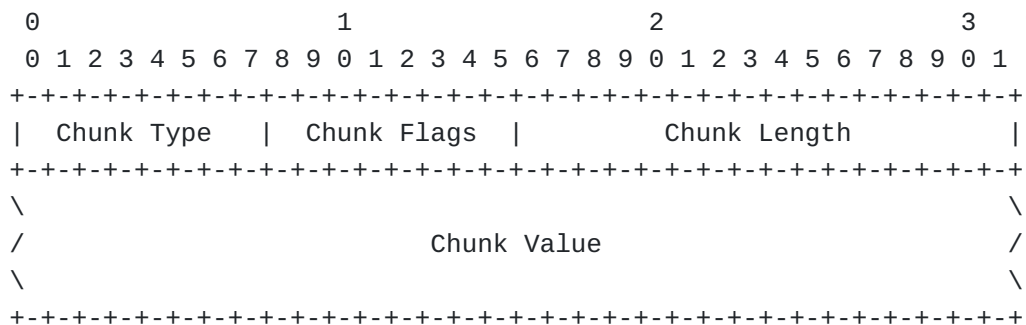 0                   1                   2                   3
 0 1 2 3 4 5 6 7 8 9 0 1 2 3 4 5 6 7 8 9 0 1 2 3 4 5 6 7 8 9 0 1
+-+-+-+-+-+-+-+-+-+-+-+-+-+-+-+-+-+-+-+-+-+-+-+-+-+-+-+-+-+-+-+-+
|  Chunk Type   |  Chunk Flags  |         Chunk Length          |
+-+-+-+-+-+-+-+-+-+-+-+-+-+-+-+-+-+-+-+-+-+-+-+-+-+-+-+-+-+-+-+-+
\                                                               \
/                          Chunk Value                          /
\                                                               \
+-+-+-+-+-+-+-+-+-+-+-+-+-+-+-+-+-+-+-+-+-+-+-+-+-+-+-+-+-+-+-+-+